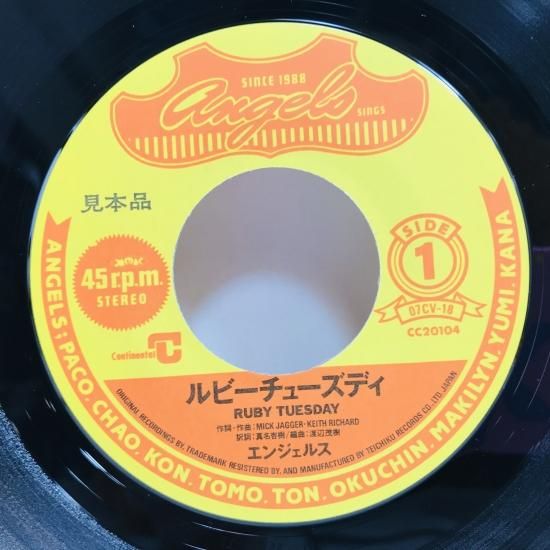 SINCE 1988
Angels
SINGS
見本品
SIDE
1
07CV-18
CC20104
45 r.p.m.
STEREO
Continental
ルビーチューズディ
RUBY TUESDAY
作詞・作曲;MICK JAGGER・KEITH RICHARD
訳詞;真名杏樹/編曲;渡辺茂樹
エンジェルス
ORIGINAL RECORDINGS BY, TRADEMARK REGISTERED BY, AND MANUFACTURED BY TEICHIKU RECORDS CO., LTD. JAPAN
ANGELS; PACO. CHAO. KON. TOMO. TON. OKUCHIN. MAKILYN. YUMI. KANA